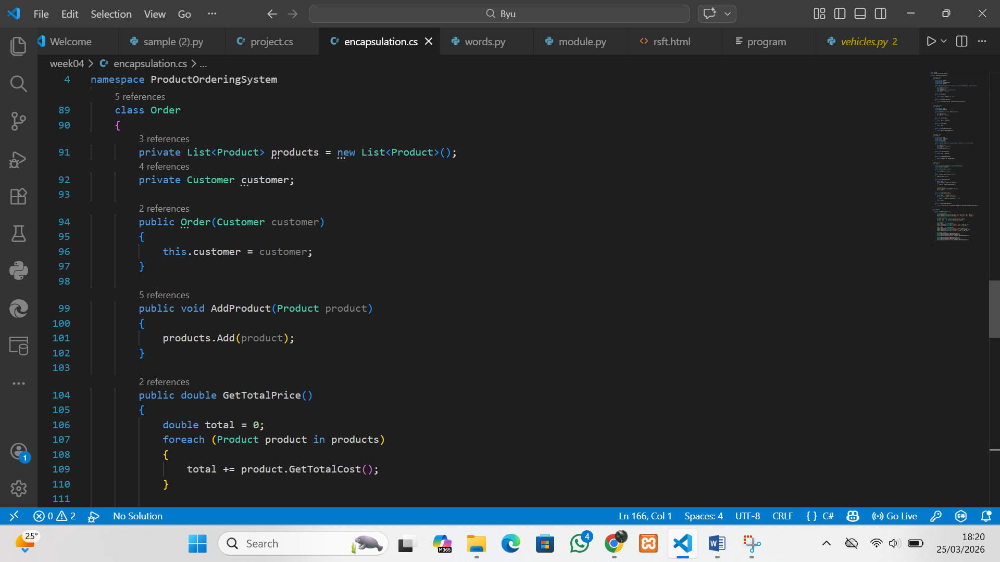 File Edit Selection View Go ... Byu
Welcome sample (2).py project.cs encapsulation.cs words.py module.py rsft.html program vehicles.py 2
week04 > encapsulation.cs > ...
4 namespace ProductOrderingSystem
5 references
89 class Order
90 {
3 references
91 private List<Product> products = new List<Product>();
4 references
92 private Customer customer;
93
2 references
94 public Order(Customer customer)
95 {
96 this.customer = customer;
97 }
98
5 references
99 public void AddProduct(Product product)
100 {
101 products.Add(product);
102 }
103
2 references
104 public double GetTotalPrice()
105 {
106 double total = 0;
107 foreach (Product product in products)
108 {
109 total += product.GetTotalCost();
110 }
111
1
0 2 No Solution Ln 166, Col 1 Spaces: 4 UTF-8 CRLF { } C# Go Live
25° Search M365 4 18:20
25/03/2026